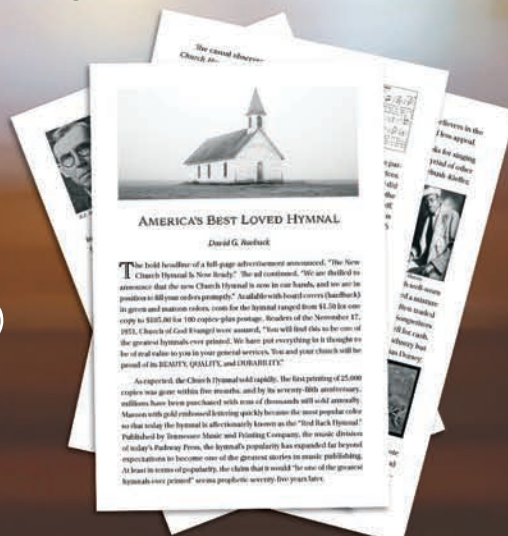 The casual observer
Church H
AMERICA'S BEST LOVED HYMNAL
David G. Roebuck
The bold headline of a full-page advertisement announced, "The New
Church Hymnal Is Now Ready." The ad continued, "We are thrilled to
announce that the new Church Hymnal is now in our hands, and we are in
position to fill your orders promptly." Available with board covers (hardback)
in green and maroon colors, costs for the hymnal ranged from $1.50 for one
copy to $105.00 for 100 copies plus postage. Readers of the November 17,
1951, Church of God Evangel were assured, "You will find this to be one of
the greatest hymnals ever printed. We have put everything in it thought to
be of real value to you in your general services. You and your church will be
proud of its BEAUTY, QUALITY, and DURABILITY."
As expected, the Church Hymnal sold rapidly. The first printing of 25,000
copies was gone within five months, and by its seventy-fifth anniversary,
millions have been purchased with tens of thousands still sold annually.
Maroon with gold embossed lettering quickly became the most popular color
so that today the hymnal is affectionately known as the "Red Back Hymnal."
Published by Tennessee Music and Printing Company, the music division
of today's Pathway Press, the hymnal's popularity has expanded far beyond
expectations to become one of the greatest stories in music publishing.
At least in terms of popularity, the claim that it would "be one of the greatest
hymnals ever printed" seems prophetic seventy-five years later.
elievers in the
less appeal
for singing
of other